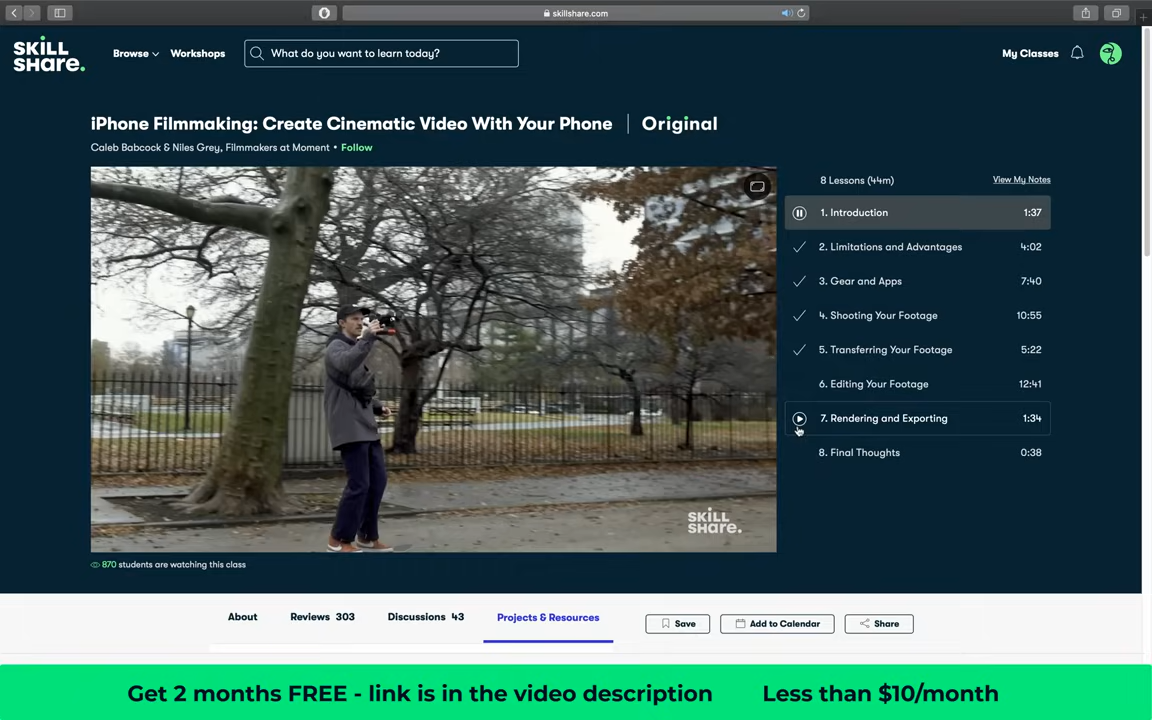 skillshare.com
SKILL
SHARE.
Browse
Workshops
What do you want to learn today?
My Classes
iPhone Filmmaking: Create Cinematic Video With Your Phone | Original
Caleb Babcock & Niles Grey, Filmmakers at Moment • Follow
8 Lessons (44m)
View My Notes
1. Introduction 1:37
2. Limitations and Advantages 4:02
3. Gear and Apps 7:40
4. Shooting Your Footage 10:55
5. Transferring Your Footage 5:22
6. Editing Your Footage 12:41
7. Rendering and Exporting 1:34
8. Final Thoughts 0:38
SKILL
SHARE.
870 students are watching this class
About
Reviews 303
Discussions 43
Projects & Resources
Save
Add to Calendar
Share
Get 2 months FREE - link is in the video description
Less than $10/month